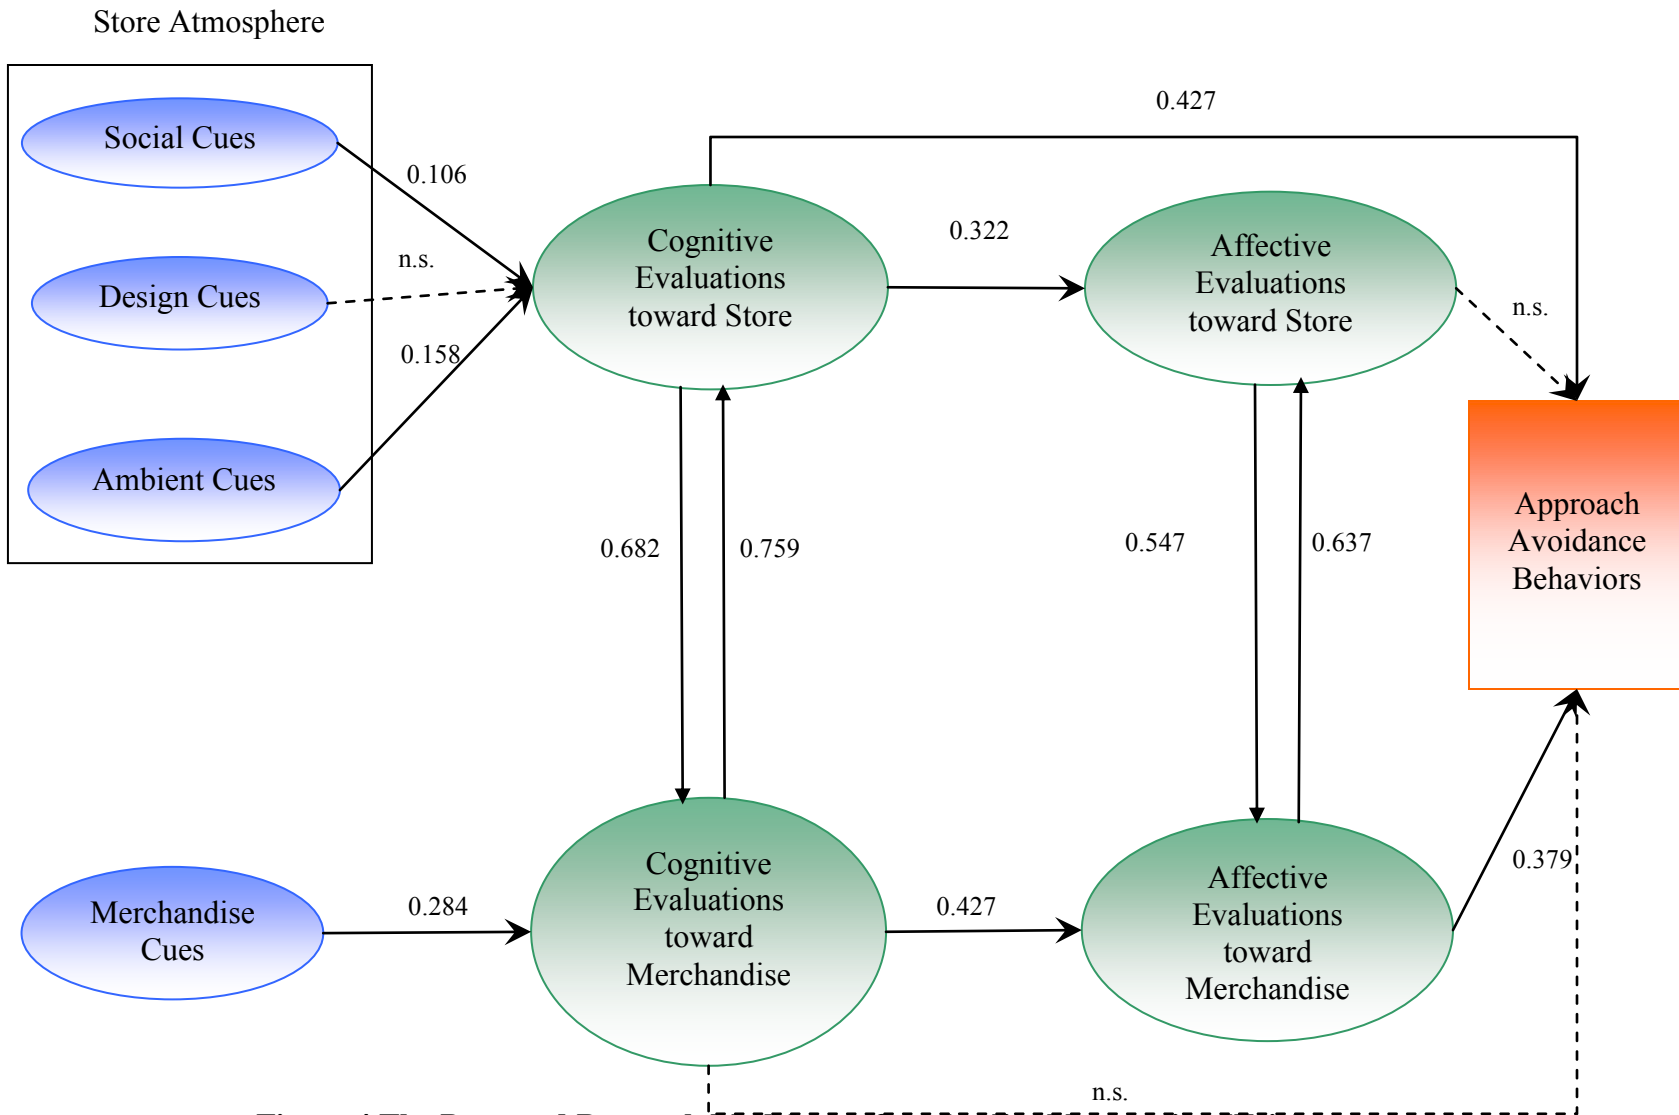 Store Atmosphere
Social Cues
Design Cues
Ambient Cues
0.106
n.s.
0.158
Cognitive
Evaluations
toward Store
0.322
0.427
Affective
Evaluations
toward Store
n.s.
0.682
0.759
0.547
0.637
Approach
Avoidance
Behaviors
Merchandise
Cues
0.284
Cognitive
Evaluations
toward
Merchandise
0.427
Affective
Evaluations
toward
Merchandise
0.379
n.s.